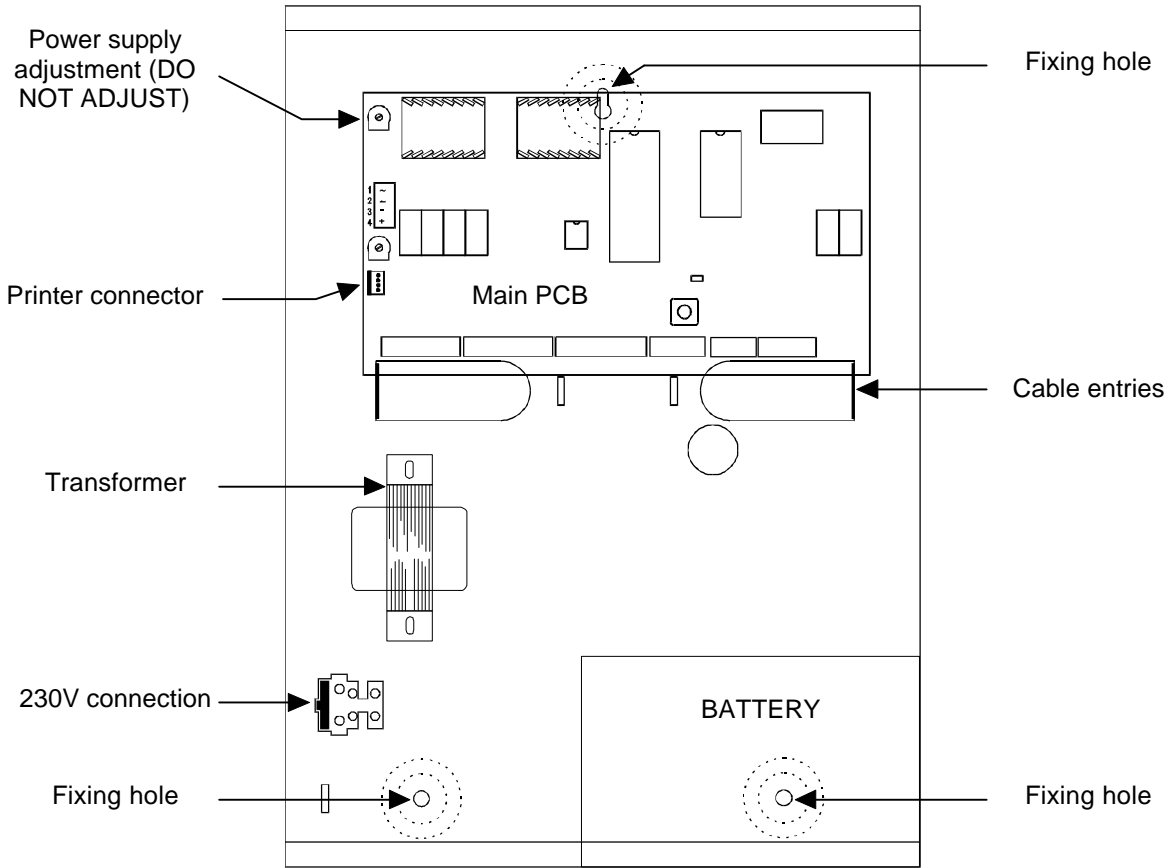 Power supply
adjustment (DO
NOT ADJUST)
Fixing hole
1 ~
2 ~
3 -
4 +
Printer connector
Main PCB
Cable entries
Transformer
230V connection
BATTERY
Fixing hole
Fixing hole